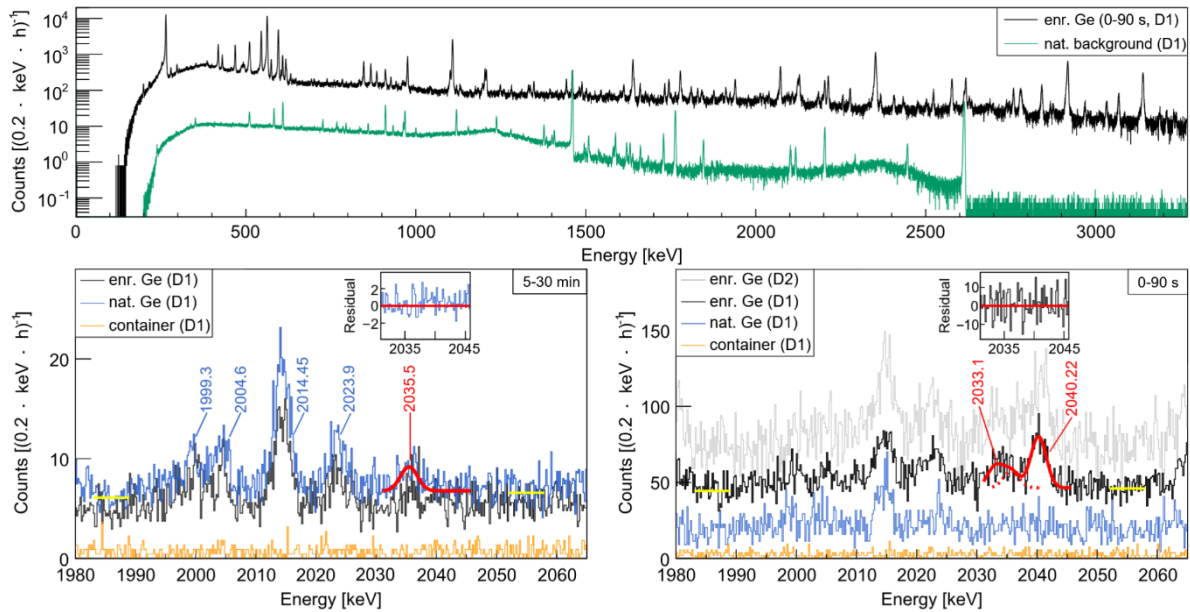 Counts [(0.2 · keV · h)⁻¹]
10⁴
10³
10²
10
1
10⁻¹
enr. Ge (0-90 s, D1)
nat. background (D1)
0
500
1000
1500
2000
2500
3000
Energy [keV]
Counts [(0.2 · keV · h)⁻¹]
20
10
0
enr. Ge (D1)
nat. Ge (D1)
container (D1)
Residual
2
0
−2
2035
2045
5-30 min
1999.3
2004.6
2014.45
2023.9
2035.5
1980
1990
2000
2010
2020
2030
2040
2050
2060
Energy [keV]
Counts [(0.2 · keV · h)⁻¹]
150
100
50
0
enr. Ge (D2)
enr. Ge (D1)
nat. Ge (D1)
container (D1)
Residual
10
0
−10
2035
2045
0-90 s
2033.1
2040.22
1980
1990
2000
2010
2020
2030
2040
2050
2060
Energy [keV]